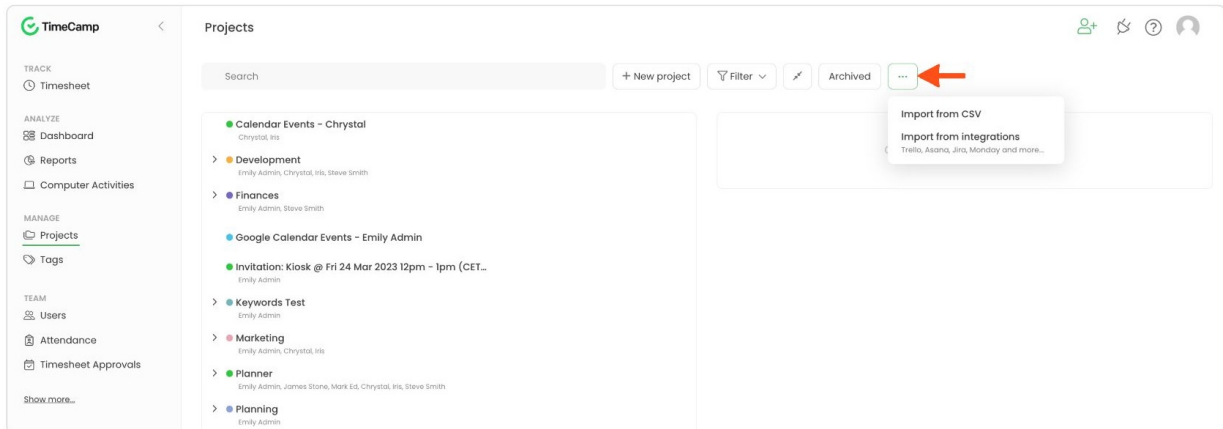 TimeCamp
Projects
TRACK
Timesheet
ANALYZE
Dashboard
Reports
Computer Activities
MANAGE
Projects
Tags
TEAM
Users
Attendance
Timesheet Approvals
Show more...
Search
+ New project
Filter
Archived
...
Import from CSV
Import from integrations
Trello, Asana, Jira, Monday and more...
Calendar Events - Chrystal
Chrystal, Iris
Development
Emily Admin, Chrystal, Iris, Steve Smith
Finances
Emily Admin, Steve Smith
Google Calendar Events - Emily Admin
Invitation: Kiosk @ Fri 24 Mar 2023 12pm - 1pm (CET...
Emily Admin
Keywords Test
Emily Admin
Marketing
Emily Admin, Chrystal, Iris
Planner
Emily Admin, James Stone, Mark Ed, Chrystal, Iris, Steve Smith
Planning
Emily Admin